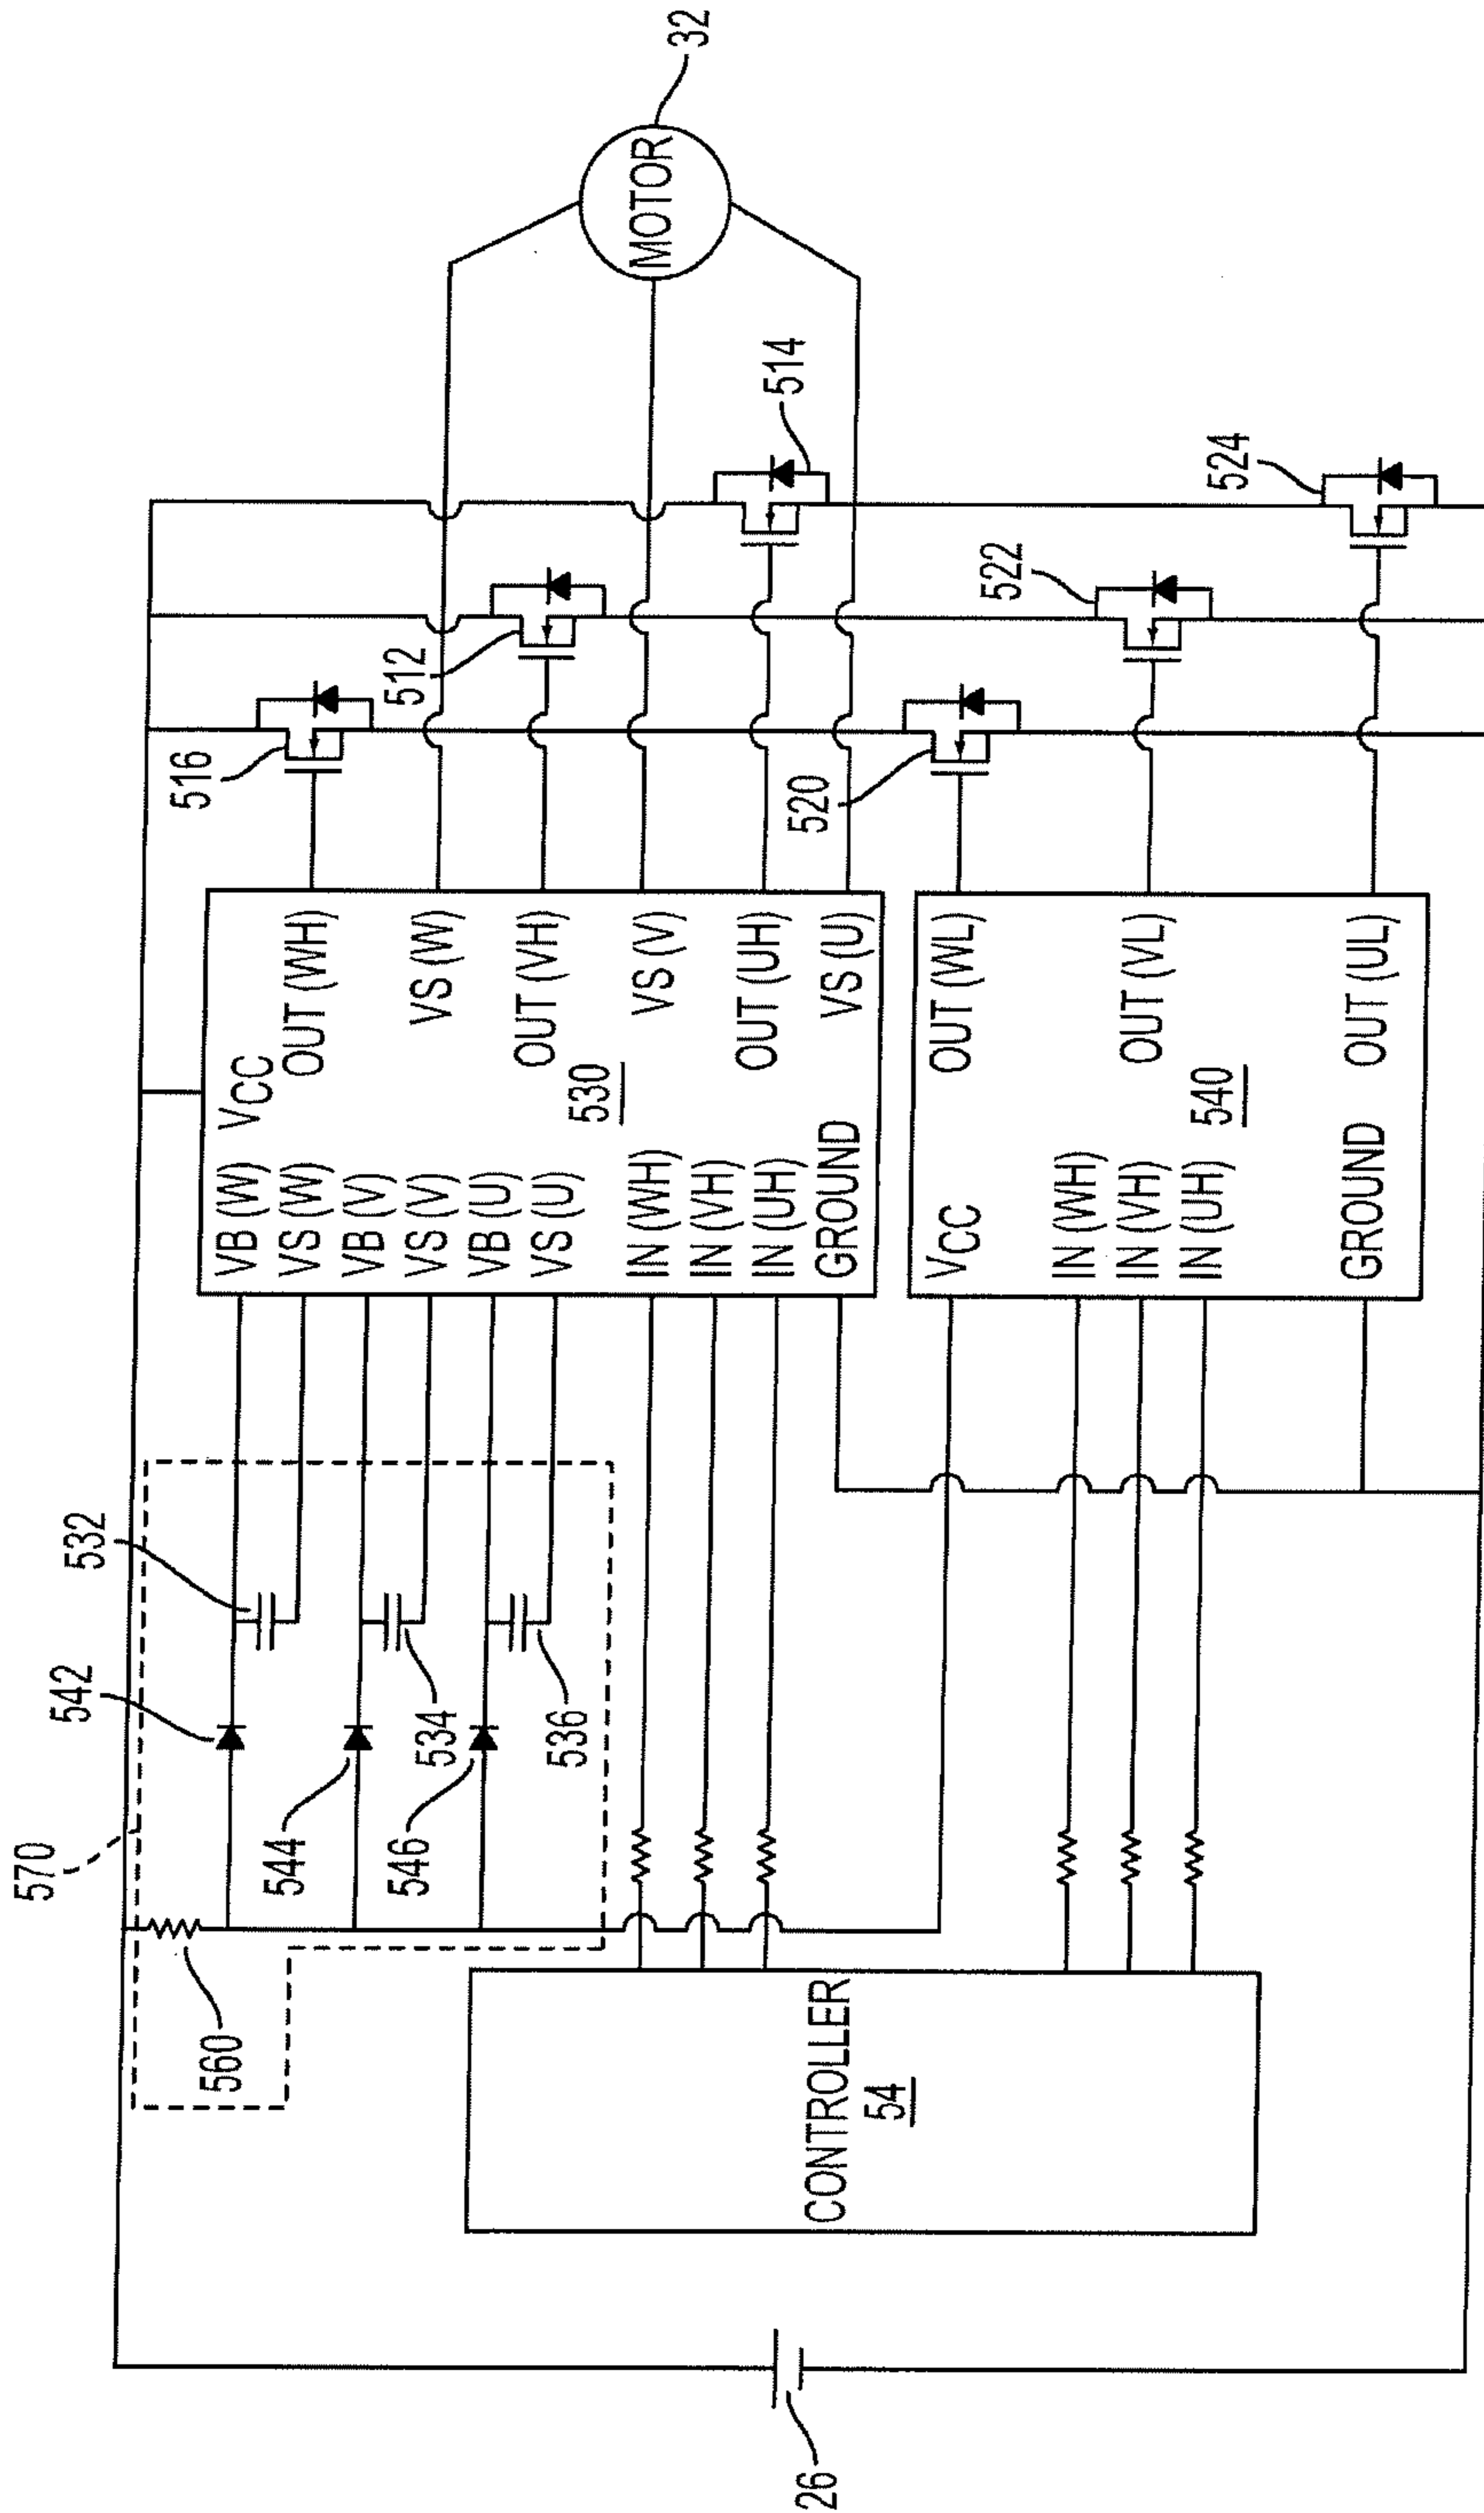 570
542
532
560
544
534
546
536
26
CONTROLLER
54
VB (W)
VS (W)
VB (V)
VS (V)
VB (U)
VS (U)
IN (WH)
IN (VH)
IN (UH)
GROUND
VCC
OUT (WH)
VS (W)
OUT (VH)
VS (V)
OUT (UH)
VS (U)
530
VCC
IN (WH)
IN (VH)
IN (UH)
GROUND
OUT (WL)
OUT (VL)
OUT (UL)
540
516
512
514
520
522
524
MOTOR
32